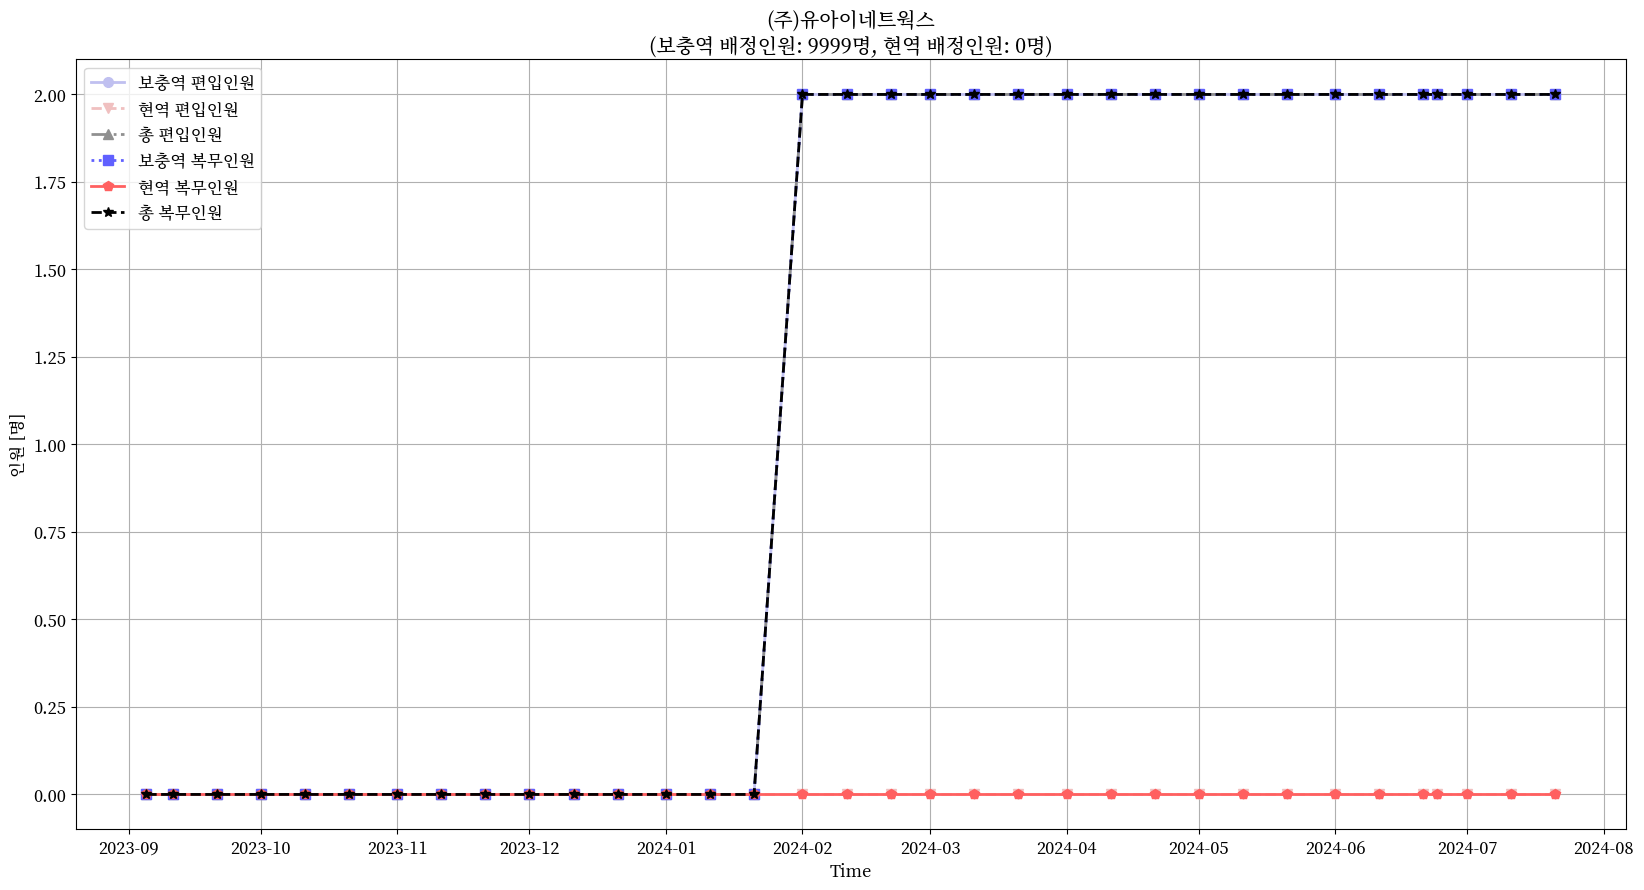 (주)유아이네트웍스
(보충역 배정인원: 9999명, 현역 배정인원: 0명)
보충역 편입인원
현역 편입인원
총 편입인원
보충역 복무인원
현역 복무인원
총 복무인원
인원 [명]
2.00
1.75
1.50
1.25
1.00
0.75
0.50
0.25
0.00
2023-09 2023-10 2023-11 2023-12 2024-01 2024-02 2024-03 2024-04 2024-05 2024-06 2024-07 2024-08
Time